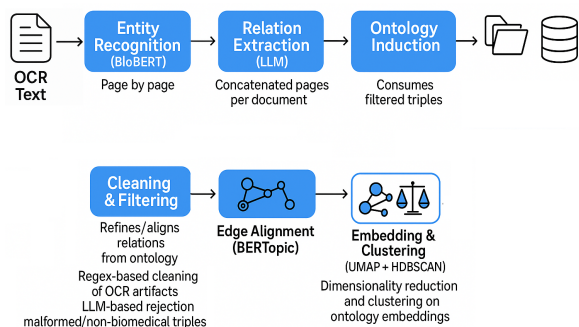 OCR
Text
Entity
Recognition
(BloBERT)
Page by page
Relation
Extraction
(LLM)
Concatenated pages
per document
Ontology
Induction
Consumes
filtered triples
Cleaning
& Filtering
Refines/aligns
relations
from ontology
Regex-based cleaning
of OCR artifacts
LLM-based rejection
malformed/non-biomedical triples
Edge Alignment
(BERTopic)
Embedding &
Clustering
(UMAP + HDBSCAN)
Dimensionality reduction
and clustering on
ontology embeddings